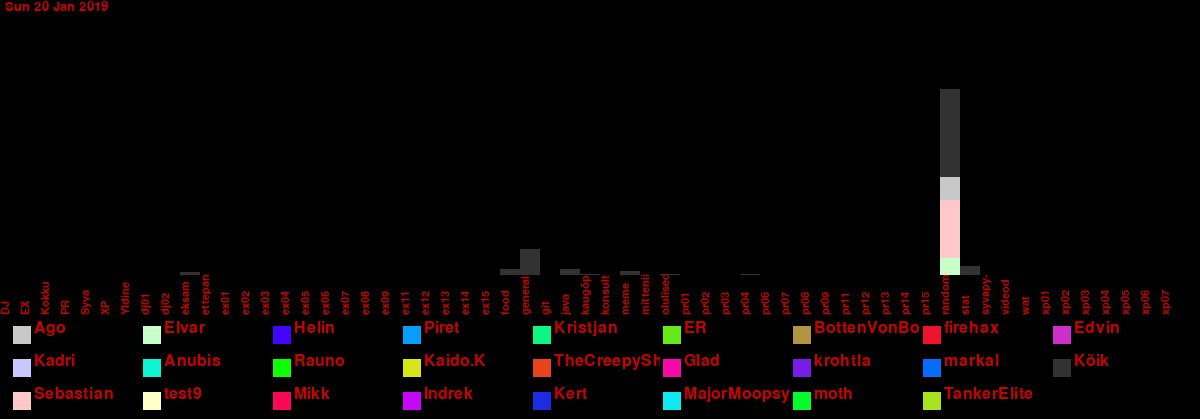 Sun 20 Jan 2019
DJ EX Kokku PR Syva XP Yldine dj01 dj02 eksam ettepan ex01 ex02 ex03 ex04 ex05 ex06 ex07 ex08 ex09 ex11 ex12 ex13 ex14 ex15 food general git java kaugõp konsult meme mittenii olulised pr01 pr02 pr03 pr04 pr06 pr07 pr08 pr09 pr11 pr12 pr13 pr14 pr15 random stat syvapy- videod wat xp01 xp02 xp03 xp04 xp05 xp06 xp07
Ago Elvar Helin Piret Kristjan ER BottenVonBo firehax Edvin
Kadri Anubis Rauno Kaido.K TheCreepySh Glad krohtla markal Kõik
Sebastian test9 Mikk Indrek Kert MajorMoopsy moth TankerElite